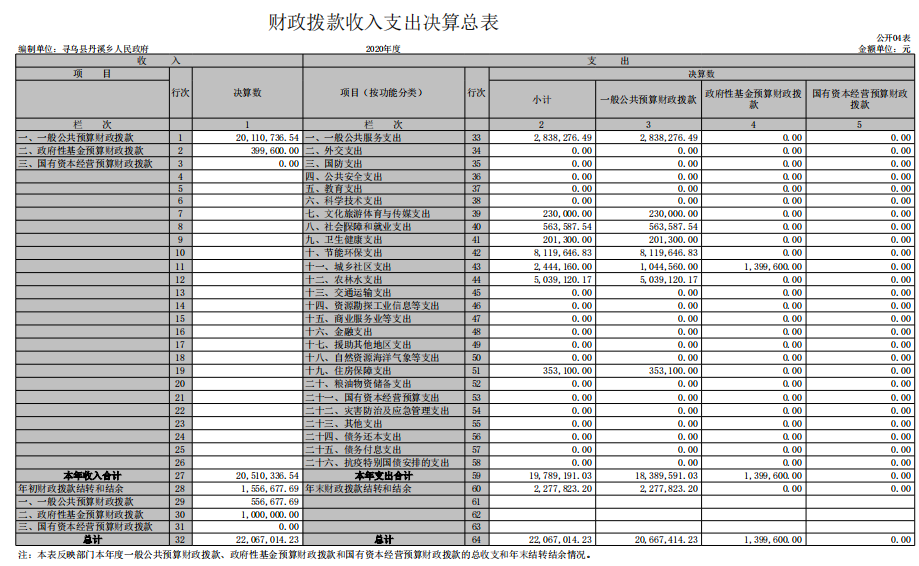 财政拨款收入支出决算总表
公开04表
编制单位：寻乌县丹溪乡人民政府 2020年度 金额单位：元
收 入 支 出
项 目 行次 决算数 项目（按功能分类） 行次 决算数
小计 一般公共预算财政拨款 政府性基金预算财政拨款 国有资本经营预算财政拨款
栏 次 1 栏 次 2 3 4 5
一、一般公共预算财政拨款 1 20,110,736.54 一、一般公共服务支出 33 2,838,276.49 2,838,276.49 0.00 0.00
二、政府性基金预算财政拨款 2 399,600.00 二、外交支出 34 0.00 0.00 0.00 0.00
三、国有资本经营预算财政拨款 3 0.00 三、国防支出 35 0.00 0.00 0.00 0.00
4 四、公共安全支出 36 0.00 0.00 0.00 0.00
5 五、教育支出 37 0.00 0.00 0.00 0.00
6 六、科学技术支出 38 0.00 0.00 0.00 0.00
7 七、文化旅游体育与传媒支出 39 230,000.00 230,000.00 0.00 0.00
8 八、社会保障和就业支出 40 563,587.54 563,587.54 0.00 0.00
9 九、卫生健康支出 41 201,300.00 201,300.00 0.00 0.00
10 十、节能环保支出 42 8,119,646.83 8,119,646.83 0.00 0.00
11 十一、城乡社区支出 43 2,444,160.00 1,044,560.00 1,399,600.00 0.00
12 十二、农林水支出 44 5,039,120.17 5,039,120.17 0.00 0.00
13 十三、交通运输支出 45 0.00 0.00 0.00 0.00
14 十四、资源勘探工业信息等支出 46 0.00 0.00 0.00 0.00
15 十五、商业服务业等支出 47 0.00 0.00 0.00 0.00
16 十六、金融支出 48 0.00 0.00 0.00 0.00
17 十七、援助其他地区支出 49 0.00 0.00 0.00 0.00
18 十八、自然资源海洋气象等支出 50 0.00 0.00 0.00 0.00
19 十九、住房保障支出 51 353,100.00 353,100.00 0.00 0.00
20 二十、粮油物资储备支出 52 0.00 0.00 0.00 0.00
21 二十一、国有资本经营预算支出 53 0.00 0.00 0.00 0.00
22 二十二、灾害防治及应急管理支出 54 0.00 0.00 0.00 0.00
23 二十三、其他支出 55 0.00 0.00 0.00 0.00
24 二十四、债务还本支出 56 0.00 0.00 0.00 0.00
25 二十五、债务付息支出 57 0.00 0.00 0.00 0.00
26 二十六、抗疫特别国债安排的支出 58 0.00 0.00 0.00 0.00
本年收入合计 27 20,510,336.54 本年支出合计 59 19,789,191.03 18,389,591.03 1,399,600.00 0.00
年初财政拨款结转和结余 28 1,556,677.69 年末财政拨款结转和结余 60 2,277,823.20 2,277,823.20 0.00 0.00
一、一般公共预算财政拨款 29 556,677.69 61
二、政府性基金预算财政拨款 30 1,000,000.00 62
三、国有资本经营预算财政拨款 31 0.00 63
总计 32 22,067,014.23 总计 64 22,067,014.23 20,667,414.23 1,399,600.00 0.00
注：本表反映部门本年度一般公共预算财政拨款、政府性基金预算财政拨款和国有资本经营预算财政拨款的总收支和年末结转结余情况。